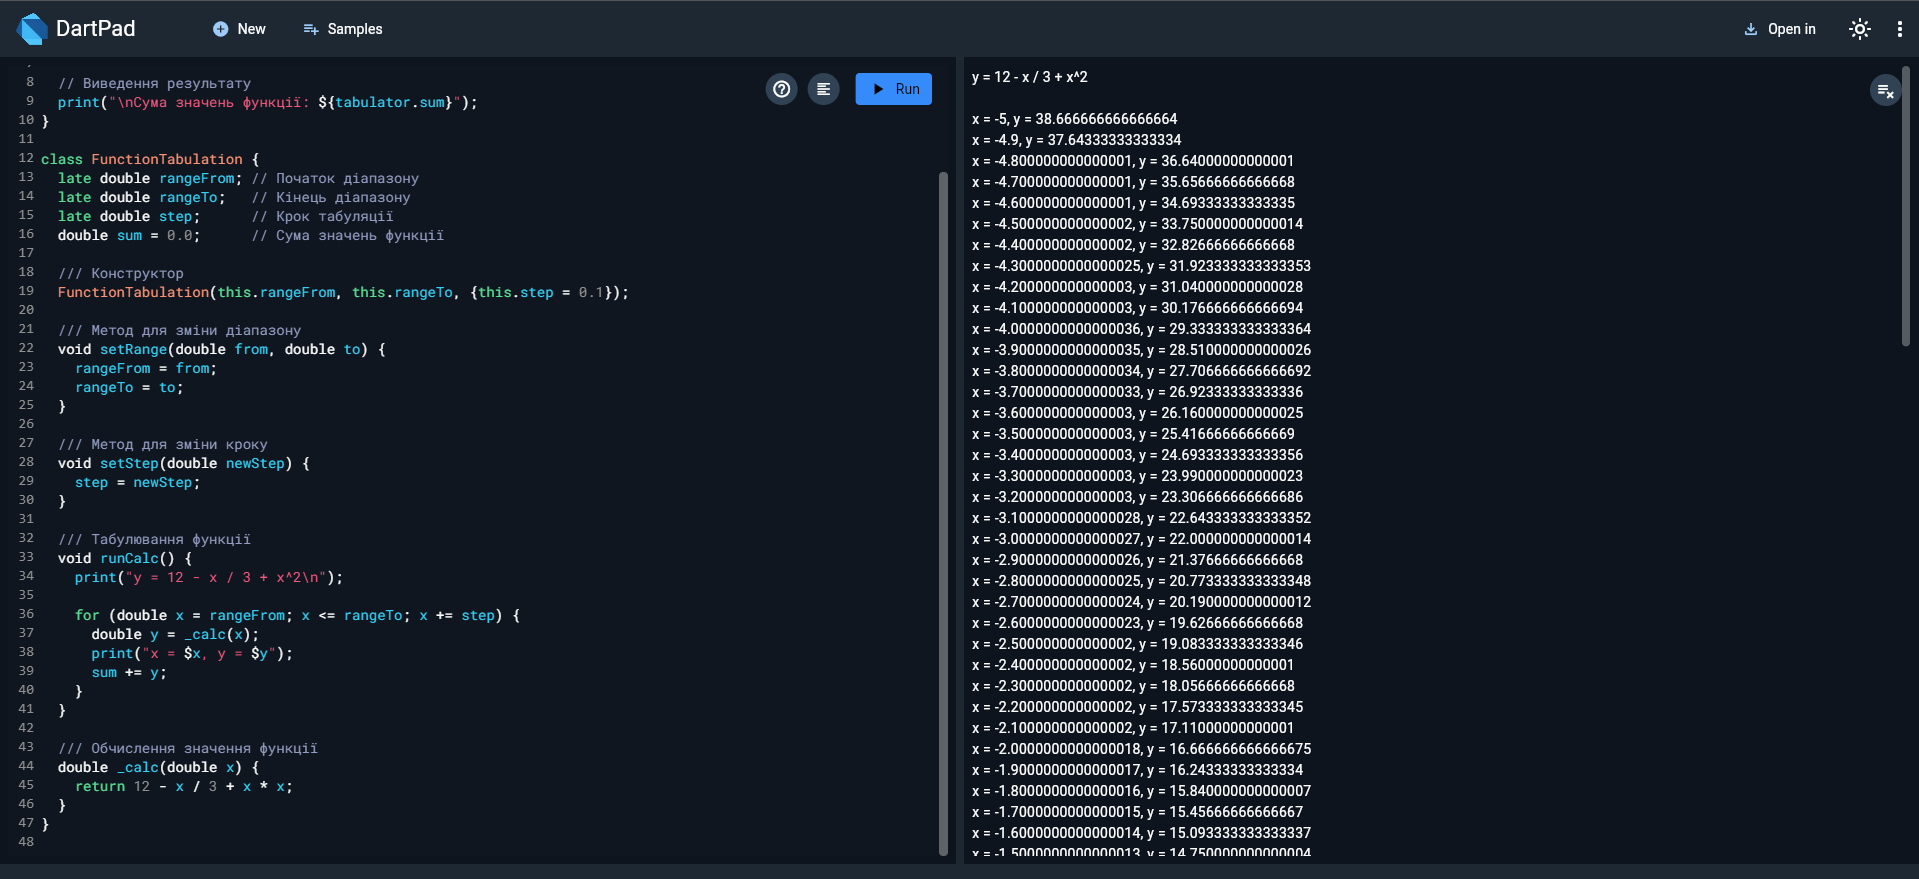 DartPad
New
Samples
Open in
7
8 // Виведення результату
9 print("\nСума значень функції: ${tabulator.sum}");
10 }
11
12 class FunctionTabulation {
13 late double rangeFrom; // Початок діапазону
14 late double rangeTo; // Кінець діапазону
15 late double step; // Крок табуляції
16 double sum = 0.0; // Сума значень функції
17
18 /// Конструктор
19 FunctionTabulation(this.rangeFrom, this.rangeTo, {this.step = 0.1});
20
21 /// Метод для зміни діапазону
22 void setRange(double from, double to) {
23 rangeFrom = from;
24 rangeTo = to;
25 }
26
27 /// Метод для зміни кроку
28 void setStep(double newStep) {
29 step = newStep;
30 }
31
32 /// Табулювання функції
33 void runCalc() {
34 print("y = 12 - x / 3 + x^2\n");
35
36 for (double x = rangeFrom; x <= rangeTo; x += step) {
37 double y = _calc(x);
38 print("x = $x, y = $y");
39 sum += y;
40 }
41 }
42
43 /// Обчислення значення функції
44 double _calc(double x) {
45 return 12 - x / 3 + x * x;
46 }
47 }
48
Run
y = 12 - x / 3 + x^2
x = -5, y = 38.666666666666664
x = -4.9, y = 37.64333333333334
x = -4.800000000000001, y = 36.64000000000001
x = -4.700000000000001, y = 35.65666666666668
x = -4.600000000000001, y = 34.69333333333335
x = -4.500000000000002, y = 33.750000000000014
x = -4.400000000000002, y = 32.82666666666668
x = -4.3000000000000025, y = 31.923333333333353
x = -4.200000000000003, y = 31.040000000000028
x = -4.100000000000003, y = 30.176666666666694
x = -4.0000000000000036, y = 29.333333333333364
x = -3.9000000000000035, y = 28.510000000000026
x = -3.8000000000000034, y = 27.706666666666692
x = -3.7000000000000033, y = 26.92333333333336
x = -3.600000000000003, y = 26.160000000000025
x = -3.500000000000003, y = 25.41666666666669
x = -3.400000000000003, y = 24.693333333333356
x = -3.300000000000003, y = 23.990000000000023
x = -3.200000000000003, y = 23.306666666666686
x = -3.1000000000000028, y = 22.643333333333352
x = -3.0000000000000027, y = 22.000000000000014
x = -2.9000000000000026, y = 21.37666666666668
x = -2.8000000000000025, y = 20.773333333333348
x = -2.7000000000000024, y = 20.190000000000012
x = -2.6000000000000023, y = 19.62666666666668
x = -2.500000000000002, y = 19.083333333333346
x = -2.400000000000002, y = 18.56000000000001
x = -2.300000000000002, y = 18.05666666666668
x = -2.200000000000002, y = 17.573333333333345
x = -2.100000000000002, y = 17.11000000000001
x = -2.0000000000000018, y = 16.666666666666675
x = -1.9000000000000017, y = 16.24333333333334
x = -1.8000000000000016, y = 15.840000000000007
x = -1.7000000000000015, y = 15.45666666666667
x = -1.6000000000000014, y = 15.093333333333337
x = -1.5000000000000013, y = 14.750000000000004